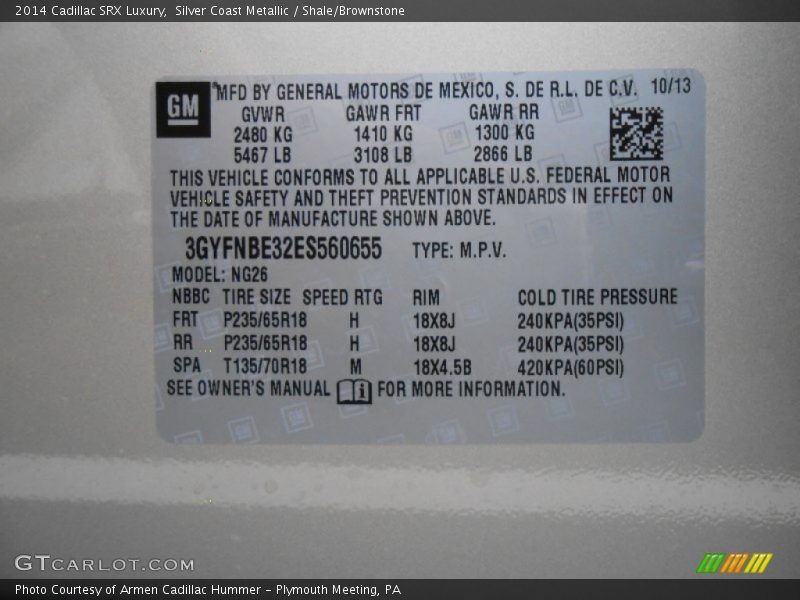 2014 Cadillac SRX Luxury,  Silver Coast Metallic / Shale/Brownstone
GM ®MFD BY GENERAL MOTORS DE MEXICO, S. DE R.L. DE C.V. 10/13
GVWR GAWR FRT GAWR RR
2480 KG 1410 KG 1300 KG
5467 LB 3108 LB 2866 LB
THIS VEHICLE CONFORMS TO ALL APPLICABLE U.S. FEDERAL MOTOR
VEHICLE SAFETY AND THEFT PREVENTION STANDARDS IN EFFECT ON
THE DATE OF MANUFACTURE SHOWN ABOVE.
3GYFNBE32ES560655 TYPE: M.P.V.
MODEL: NG26
NBBC TIRE SIZE SPEED RTG RIM COLD TIRE PRESSURE
FRT P235/65R18 H 18X8J 240KPA(35PSI)
RR P235/65R18 H 18X8J 240KPA(35PSI)
SPA T135/70R18 M 18X4.5B 420KPA(60PSI)
SEE OWNER'S MANUAL FOR MORE INFORMATION.
GTCARLOT.COM
Photo Courtesy of Armen Cadillac Hummer – Plymouth Meeting, PA